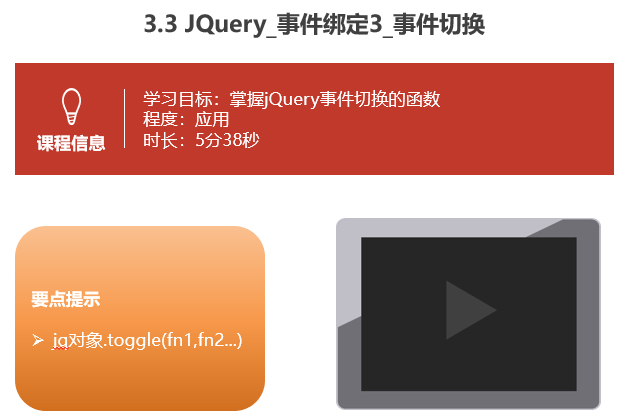 3.3 JQuery_事件绑定3_事件切换
学习目标：掌握jQuery事件切换的函数
程度：应用
课程信息
时长：5分38秒
要点提示
➢ jq对象.toggle(fn1,fn2...)